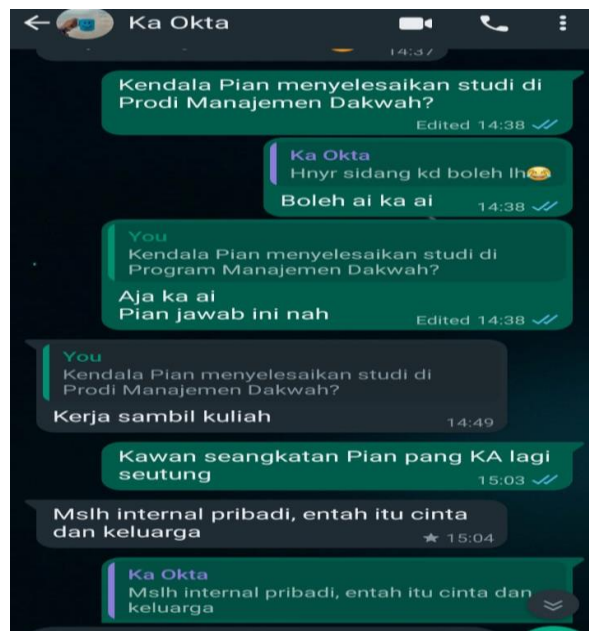 Ka Okta
14:37
Kendala Pian menyelesaikan studi di
Prodi Manajemen Dakwah?
Edited 14:38
Ka Okta
Hnyr sidang kd boleh lh😂
Boleh ai ka ai
14:38
You
Kendala Pian menyelesaikan studi di
Program Manajemen Dakwah?
Aja ka ai
Pian jawab ini nah
Edited 14:38
You
Kendala Pian menyelesaikan studi di
Prodi Manajemen Dakwah?
Kerja sambil kuliah
14:49
Kawan seangkatan Pian pang KA lagi
seutung
15:03
Mslh internal pribadi, entah itu cinta
dan keluarga
★ 15:04
Ka Okta
Mslh internal pribadi, entah itu cinta dan
keluarga